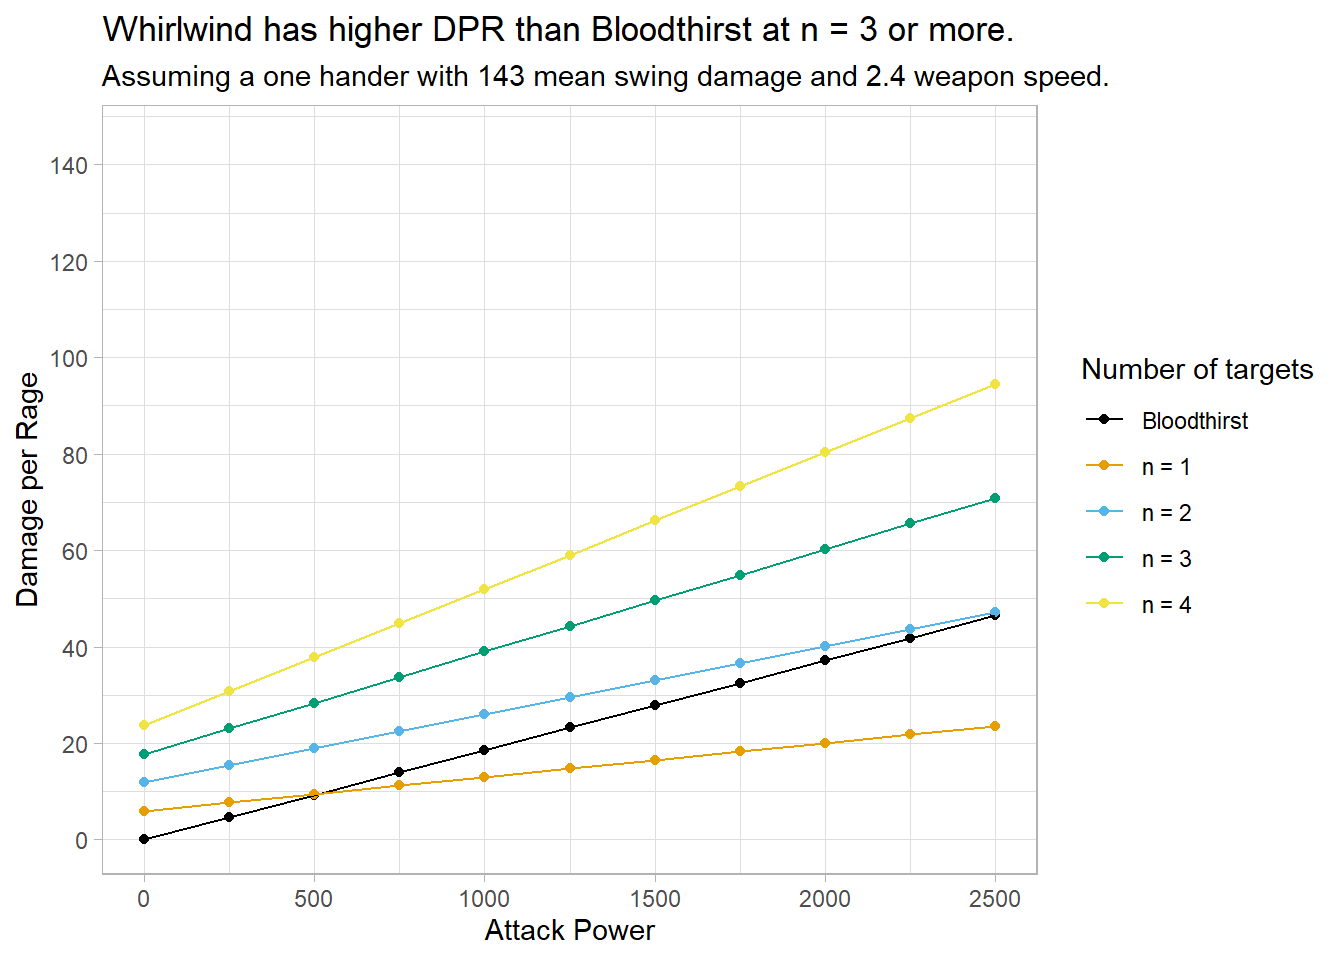 Whirlwind has higher DPR than Bloodthirst at n = 3 or more.
Assuming a one hander with 143 mean swing damage and 2.4 weapon speed.
Damage per Rage
140
120
100
80
60
40
20
0
0 500 1000 1500 2000 2500
Attack Power
Number of targets
Bloodthirst
n = 1
n = 2
n = 3
n = 4